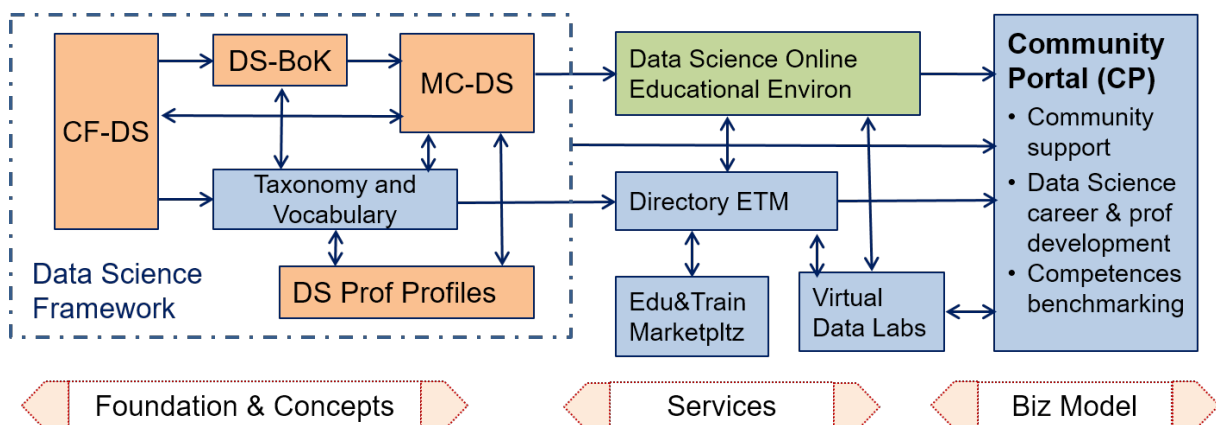 CF-DS
DS-BoK
MC-DS
Taxonomy and
Vocabulary
DS Prof Profiles
Data Science
Framework
Data Science Online
Educational Environ
Directory ETM
Edu&Train
Marketpltz
Virtual
Data Labs
Community
Portal (CP)
• Community
support
• Data Science
career & prof
development
• Competences
benchmarking
Foundation & Concepts
Services
Biz Model